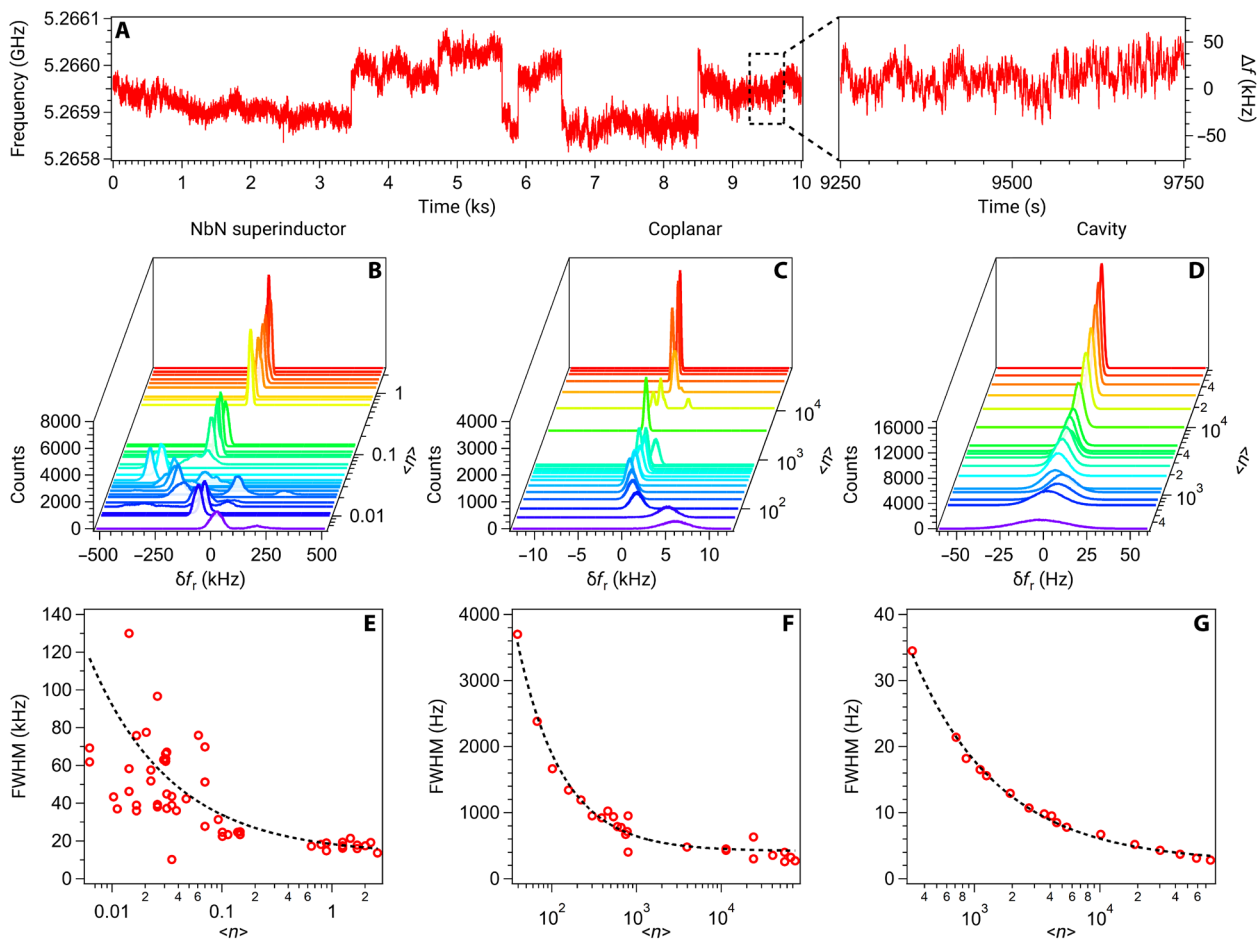 A
Frequency (GHz)
5.2661
5.2660
5.2659
5.2658
0 1 2 3 4 5 6 7 8 9 10
Time (ks)
50
0
−50
Δf (kHz)
9250 9500 9750
Time (s)
NbN superinductor
Coplanar
Cavity
B
Counts
8000
6000
4000
2000
0
−500 −250 0 250 500
δfr (kHz)
1
0.1
0.01
<n>
C
Counts
4000
3000
2000
1000
0
−10 −5 0 5 10
δfr (kHz)
10⁴
10³
10²
<n>
D
Counts
16000
12000
8000
4000
0
−50 −25 0 25 50
δfr (Hz)
4
2
10⁴
4
2
10³
4
<n>
E
FWHM (kHz)
140
120
100
80
60
40
20
0
0.01 2 4 6 0.1 2 4 6 1 2
<n>
F
FWHM (Hz)
4000
3000
2000
1000
0
10² 10³ 10⁴
<n>
G
FWHM (Hz)
40
30
20
10
0
4 6 8 10³ 2 4 6 8 10⁴ 2 4 6
<n>